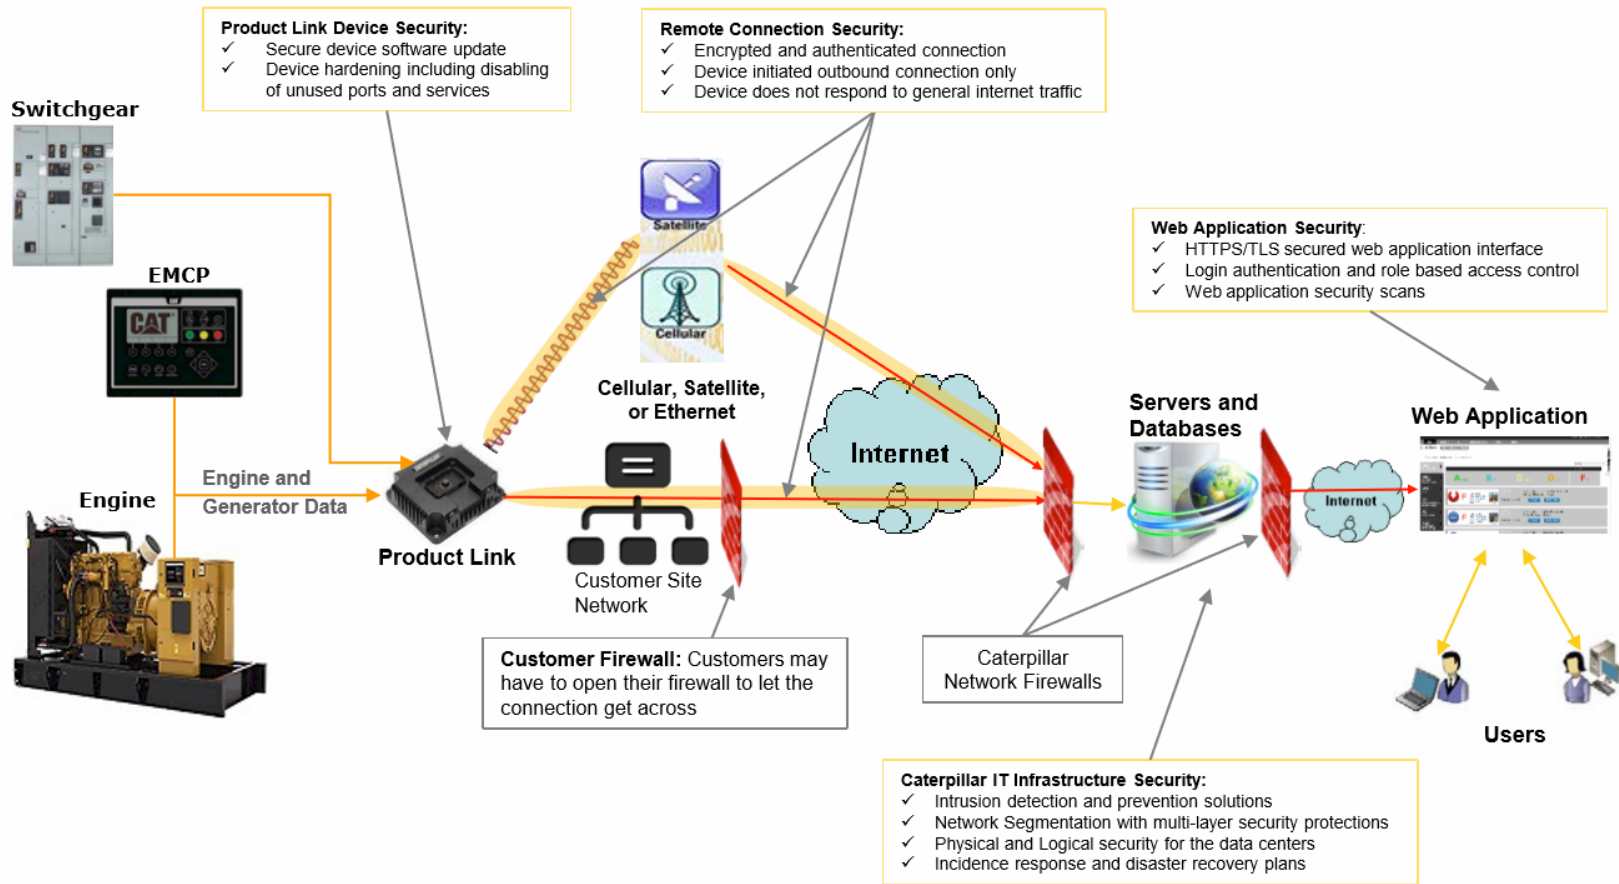 Product Link Device Security:
✓ Secure device software update
✓ Device hardening including disabling
of unused ports and services
Remote Connection Security:
✓ Encrypted and authenticated connection
✓ Device initiated outbound connection only
✓ Device does not respond to general internet traffic
Switchgear
Satellite
Web Application Security:
✓ HTTPS/TLS secured web application interface
✓ Login authentication and role based access control
✓ Web application security scans
EMCP
CAT
Cellular
Cellular, Satellite,
or Ethernet
Servers and
Databases
Web Application
Internet
Engine and
Generator Data
Engine
Internet
Product Link
Customer Site
Network
Customer Firewall: Customers may
have to open their firewall to let the
connection get across
Caterpillar
Network Firewalls
Users
Caterpillar IT Infrastructure Security:
✓ Intrusion detection and prevention solutions
✓ Network Segmentation with multi-layer security protections
✓ Physical and Logical security for the data centers
✓ Incidence response and disaster recovery plans